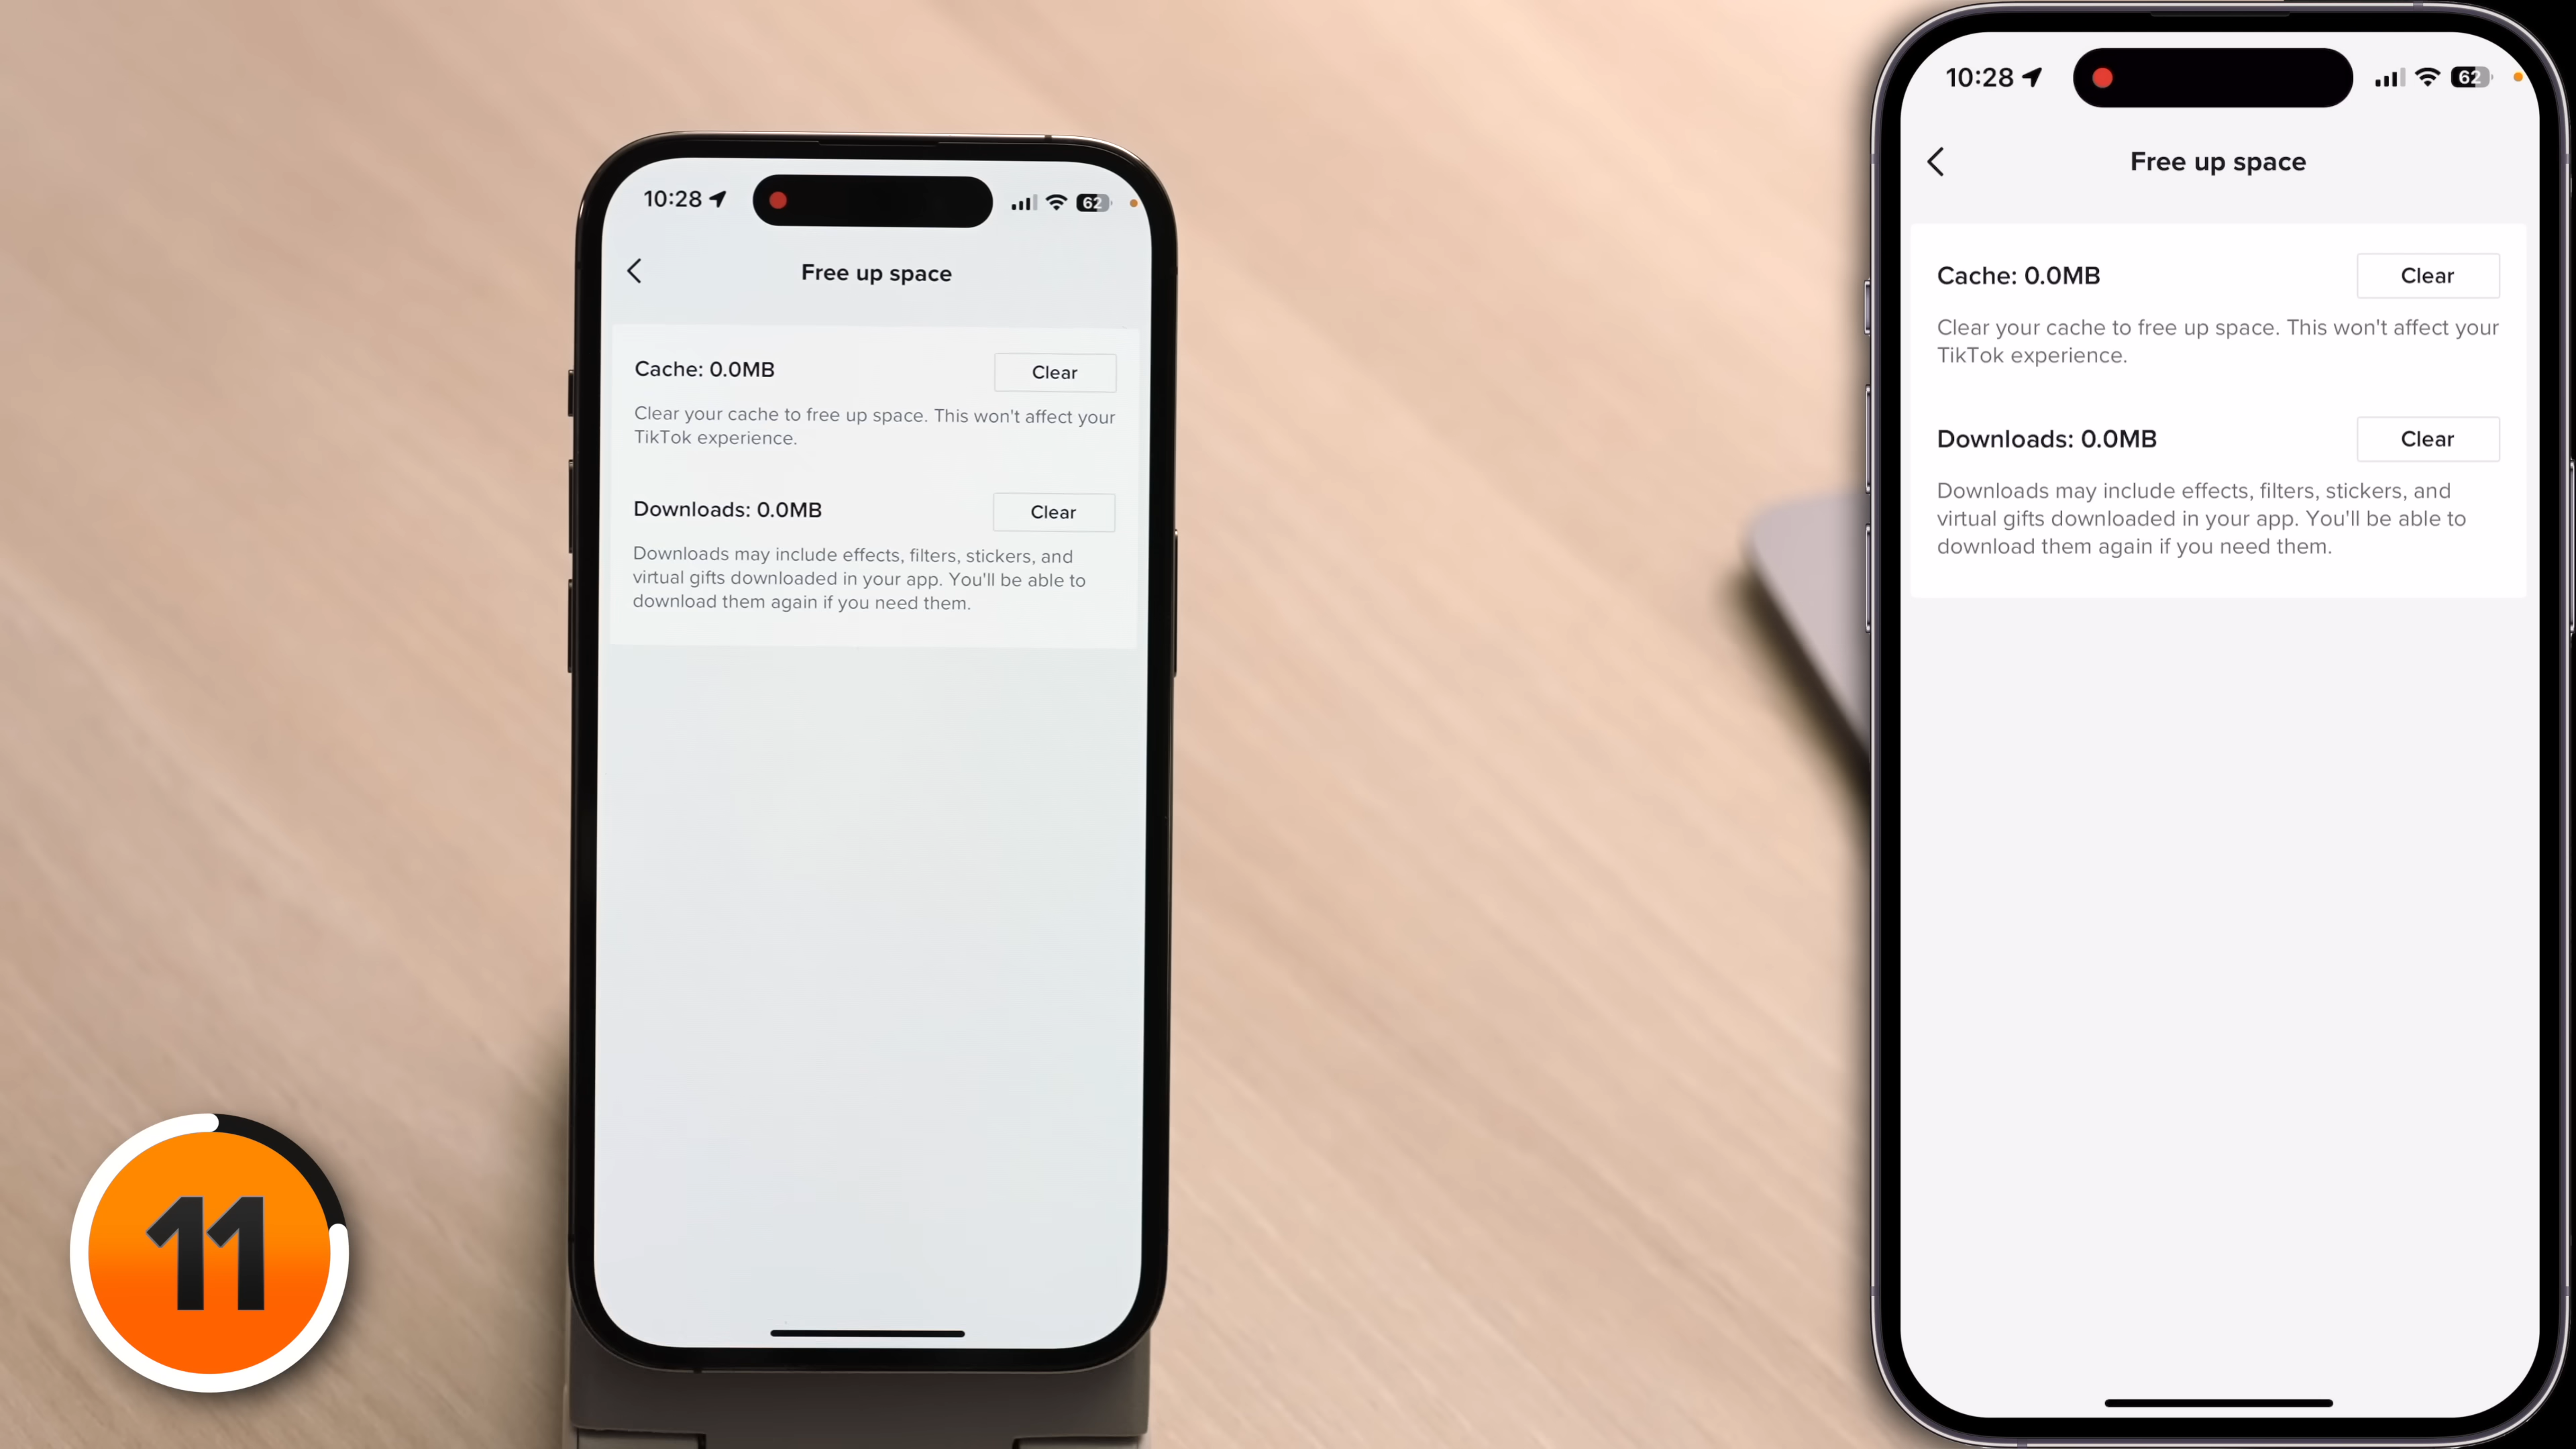 10:28
62
Free up space
Cache: 0.0MB
Clear
Clear your cache to free up space. This won't affect your
TikTok experience.
Downloads: 0.0MB
Clear
Downloads may include effects, filters, stickers, and
virtual gifts downloaded in your app. You'll be able to
download them again if you need them.
11
10:28
62
Free up space
Cache: 0.0MB
Clear
Clear your cache to free up space. This won't affect your
TikTok experience.
Downloads: 0.0MB
Clear
Downloads may include effects, filters, stickers, and
virtual gifts downloaded in your app. You'll be able to
download them again if you need them.